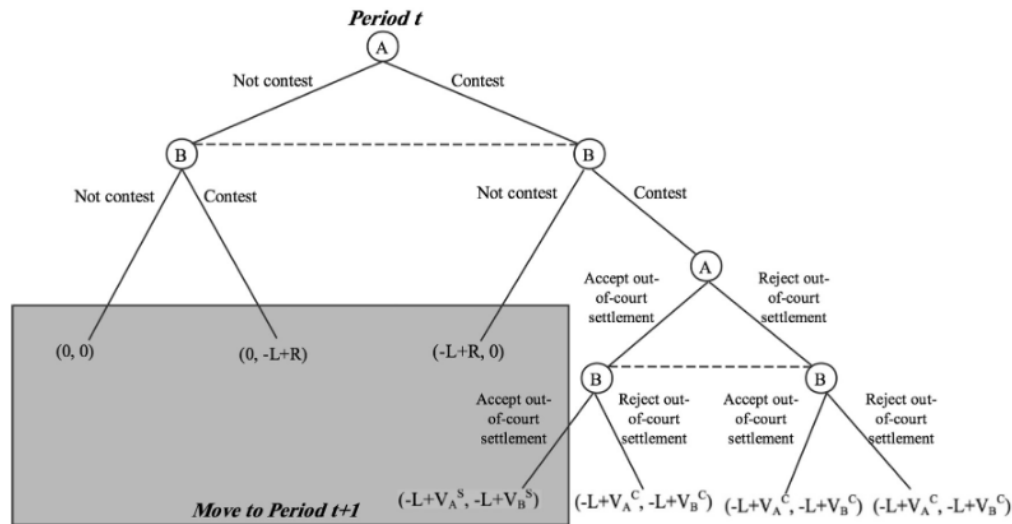 Period t
A
Not contest
Contest
B
B
Not contest
Contest
Not contest
Contest
A
Accept out-
of-court
settlement
Reject out-
of-court
settlement
(0, 0)
(0, -L+R)
(-L+R, 0)
B
B
Accept out-
of-court
settlement
Reject out-
of-court
settlement
Accept out-
of-court
settlement
Reject out-
of-court
settlement
(-L+V_A^S, -L+V_B^S)
(-L+V_A^C, -L+V_B^C)
(-L+V_A^C, -L+V_B^C)
(-L+V_A^C, -L+V_B^C)
Move to Period t+1